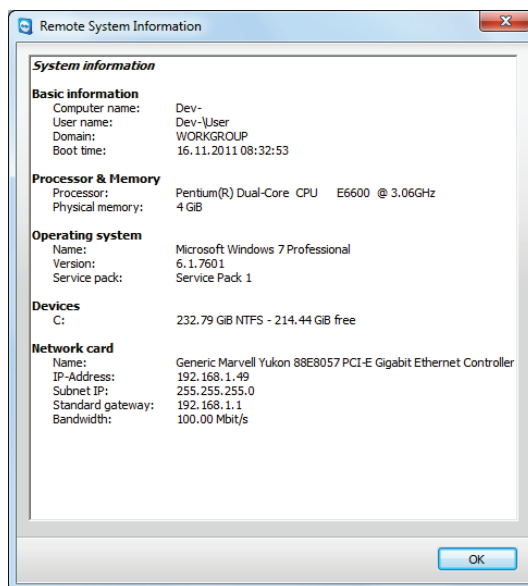 Remote System Information
System information
Basic information
Computer name: Dev-
User name: Dev-\User
Domain: WORKGROUP
Boot time: 16.11.2011 08:32:53
Processor & Memory
Processor: Pentium(R) Dual-Core CPU E6600 @ 3.06GHz
Physical memory: 4 GiB
Operating system
Name: Microsoft Windows 7 Professional
Version: 6.1.7601
Service pack: Service Pack 1
Devices
C: 232.79 GiB NTFS - 214.44 GiB free
Network card
Name: Generic Marvell Yukon 88E8057 PCI-E Gigabit Ethernet Controller
IP-Address: 192.168.1.49
Subnet IP: 255.255.255.0
Standard gateway: 192.168.1.1
Bandwidth: 100.00 Mbit/s
OK